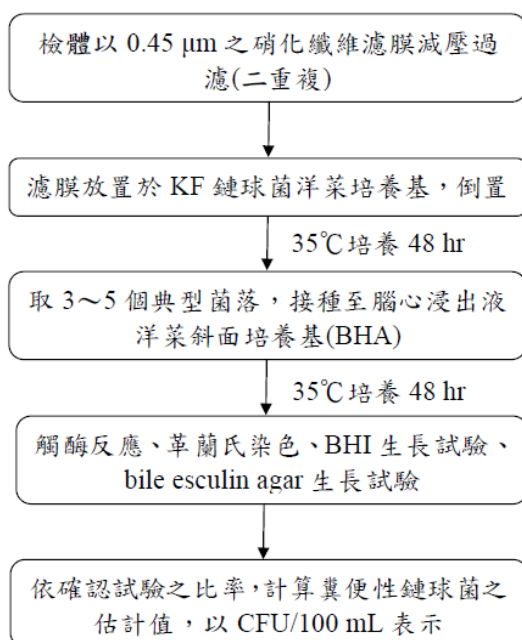 檢體以 0.45 μm 之硝化纖維濾膜減壓過
濾(二重複)
濾膜放置於 KF 鏈球菌洋菜培養基，倒置
35℃培養 48 hr
取 3～5 個典型菌落，接種至腦心浸出液
洋菜斜面培養基(BHA)
35℃培養 48 hr
觸酶反應、革蘭氏染色、BHI 生長試驗、
bile esculin agar 生長試驗
依確認試驗之比率，計算糞便性鏈球菌之
估計值，以 CFU/100 mL 表示